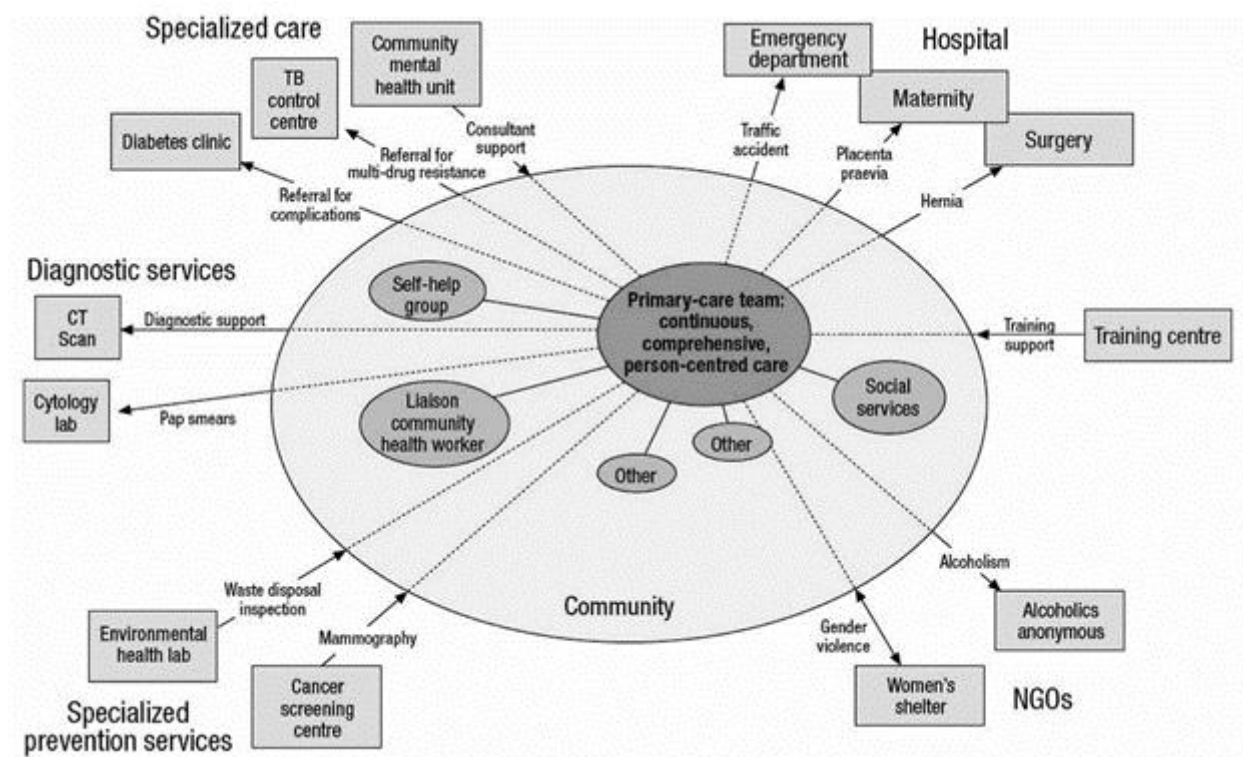 Specialized care
Community
mental
health unit
TB
control
centre
Diabetes clinic
Consultant
support
Referral for
multi-drug resistance
Referral for
complications
Emergency
department
Hospital
Maternity
Surgery
Traffic
accident
Placenta
praevia
Hernia
Diagnostic services
CT
Scan
Diagnostic support
Cytology
lab
Pap smears
Self-help
group
Primary-care team:
continuous,
comprehensive,
person-centred care
Training
support
Training centre
Liaison
community
health worker
Social
services
Other
Other
Community
Waste disposal
inspection
Environmental
health lab
Mammography
Cancer
screening
centre
Specialized
prevention services
Alcoholism
Alcoholics
anonymous
Gender
violence
Women's
shelter
NGOs